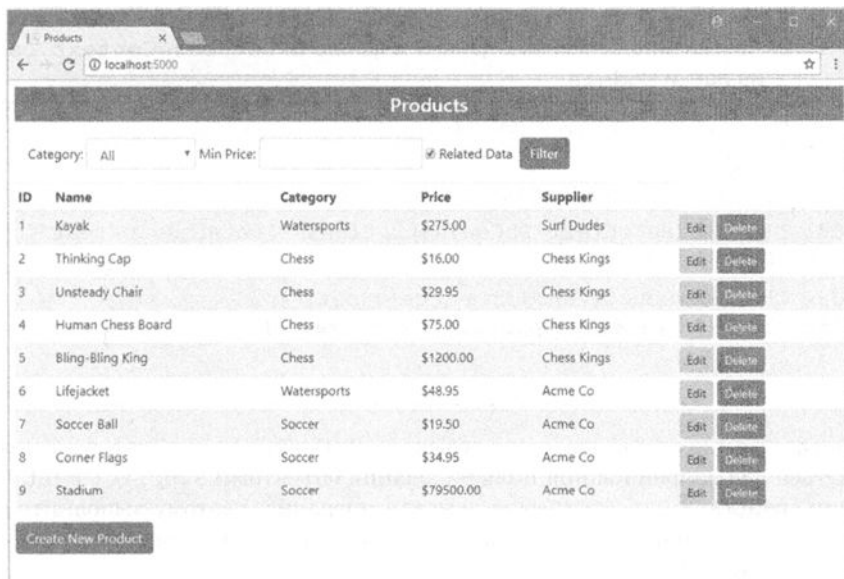 Products
localhost:5000
Products
Category: All Min Price: Related Data Filter
ID Name Category Price Supplier
1 Kayak Watersports $275.00 Surf Dudes Edit Delete
2 Thinking Cap Chess $16.00 Chess Kings Edit Delete
3 Unsteady Chair Chess $29.95 Chess Kings Edit Delete
4 Human Chess Board Chess $75.00 Chess Kings Edit Delete
5 Bling-Bling King Chess $1200.00 Chess Kings Edit Delete
6 Lifejacket Watersports $48.95 Acme Co Edit Delete
7 Soccer Ball Soccer $19.50 Acme Co Edit Delete
8 Corner Flags Soccer $34.95 Acme Co Edit Delete
9 Stadium Soccer $79500.00 Acme Co Edit Delete
Create New Product